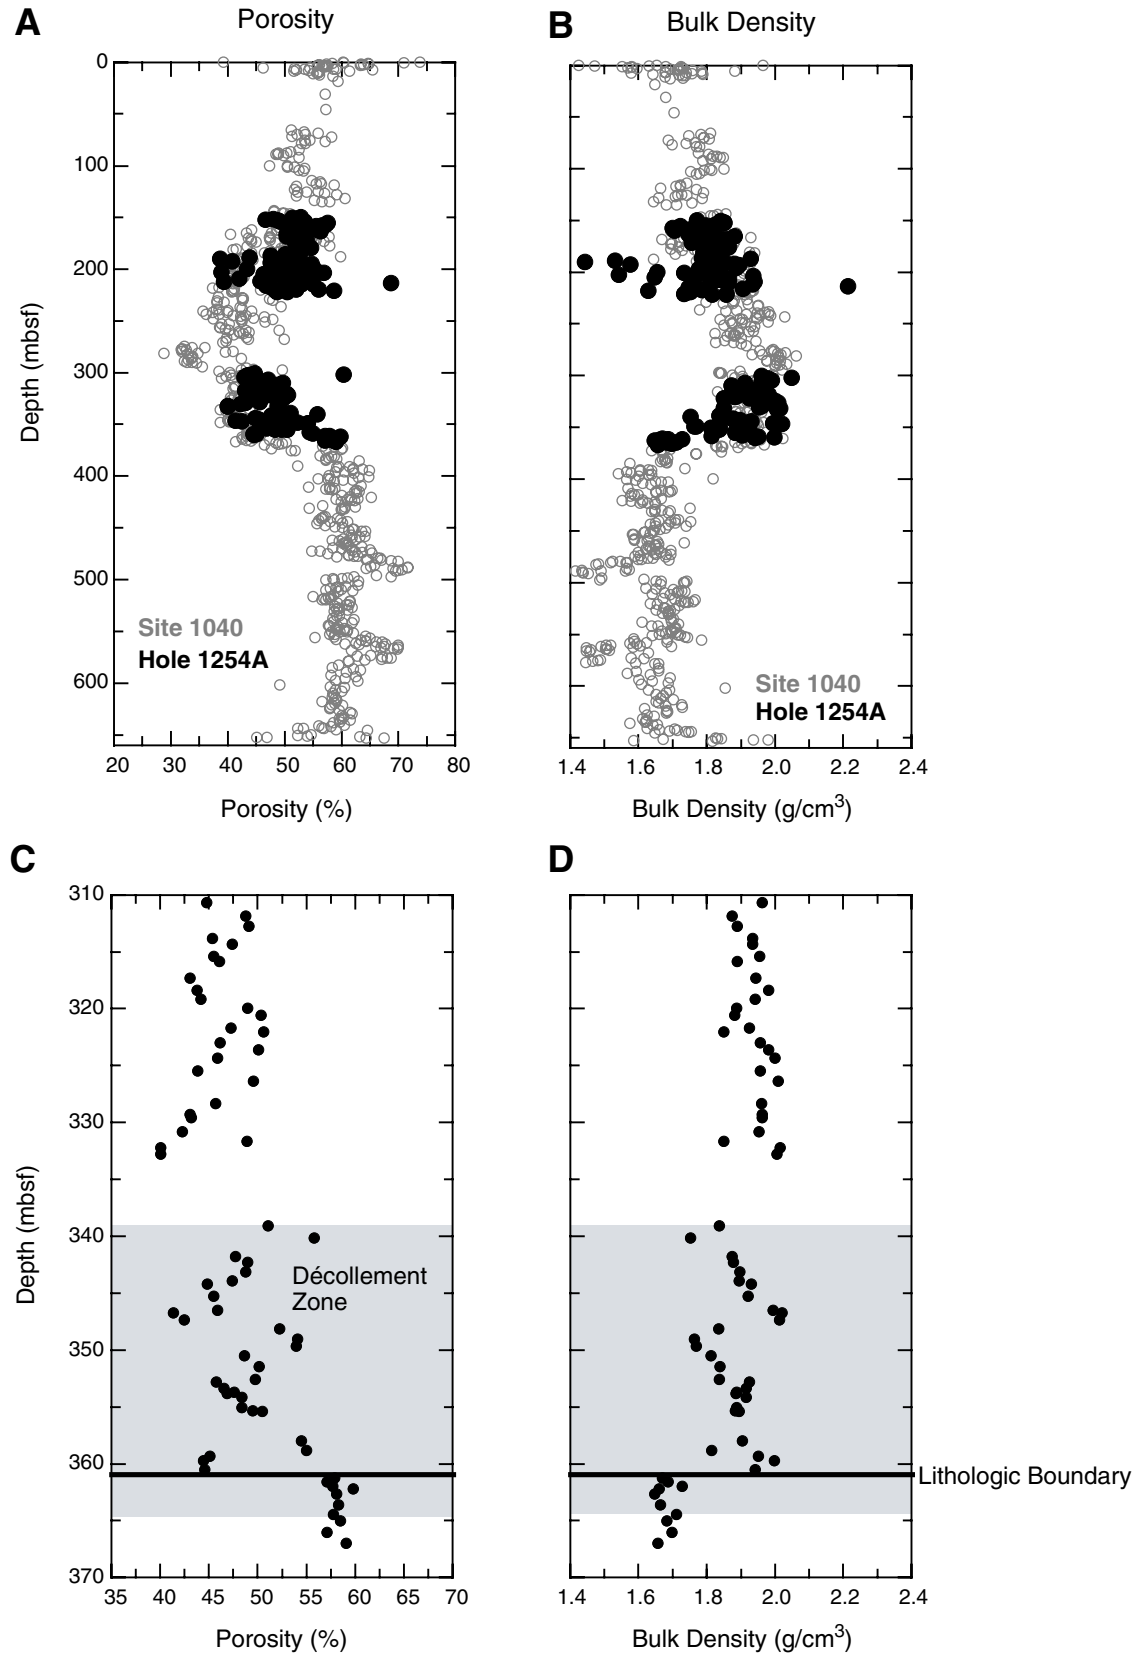 A
Porosity
B
Bulk Density
0
100
200
300
400
500
600
Depth (mbsf)
Site 1040
Hole 1254A
Site 1040
Hole 1254A
20 30 40 50 60 70 80
1.4 1.6 1.8 2.0 2.2 2.4
Porosity (%)
Bulk Density (g/cm³)
C
D
310
320
330
340
350
360
370
Depth (mbsf)
Décollement
Zone
Lithologic Boundary
35 40 45 50 55 60 65 70
1.4 1.6 1.8 2.0 2.2 2.4
Porosity (%)
Bulk Density (g/cm³)